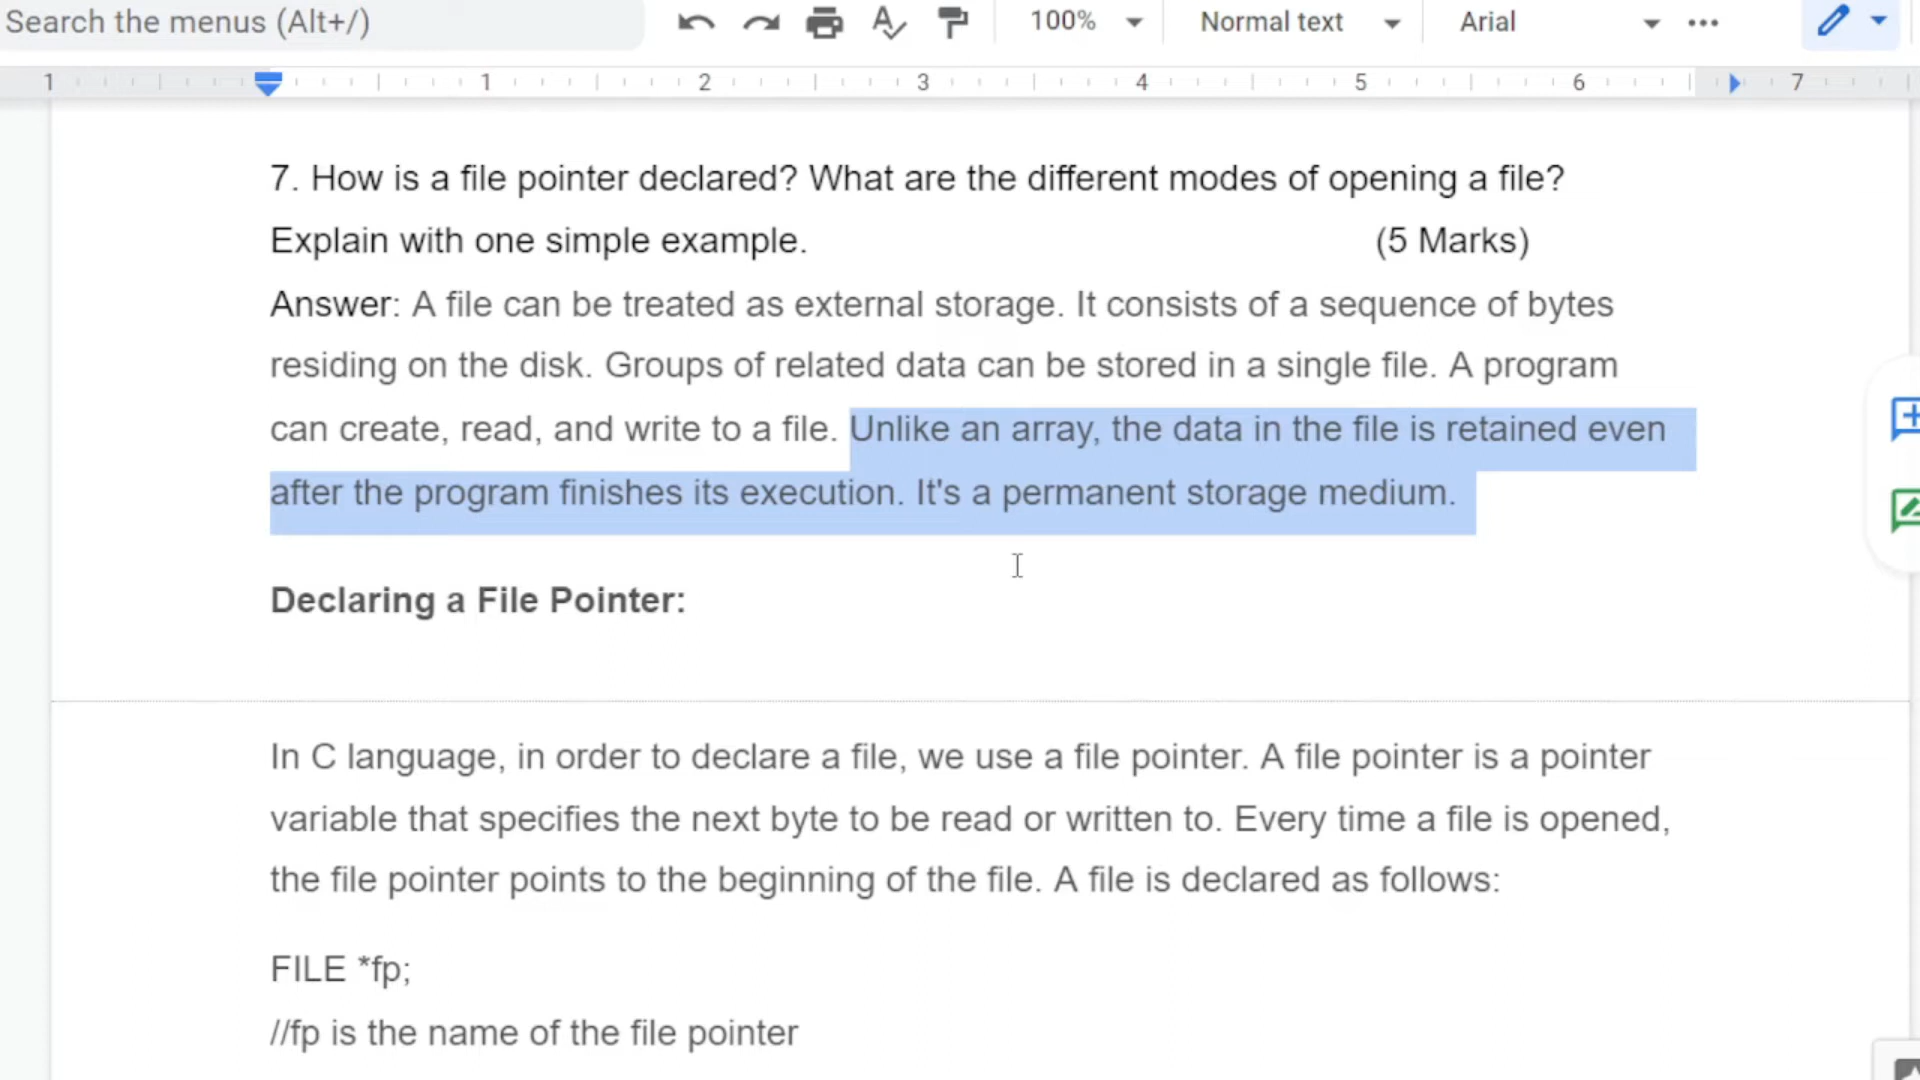 Search the menus (Alt+/)
100%
Normal text
Arial
1 1 2 3 4 5 6 7
7. How is a file pointer declared? What are the different modes of opening a file?
Explain with one simple example. (5 Marks)
Answer: A file can be treated as external storage. It consists of a sequence of bytes
residing on the disk. Groups of related data can be stored in a single file. A program
can create, read, and write to a file. Unlike an array, the data in the file is retained even
after the program finishes its execution. It's a permanent storage medium.
Declaring a File Pointer:
In C language, in order to declare a file, we use a file pointer. A file pointer is a pointer
variable that specifies the next byte to be read or written to. Every time a file is opened,
the file pointer points to the beginning of the file. A file is declared as follows:
FILE *fp;
//fp is the name of the file pointer